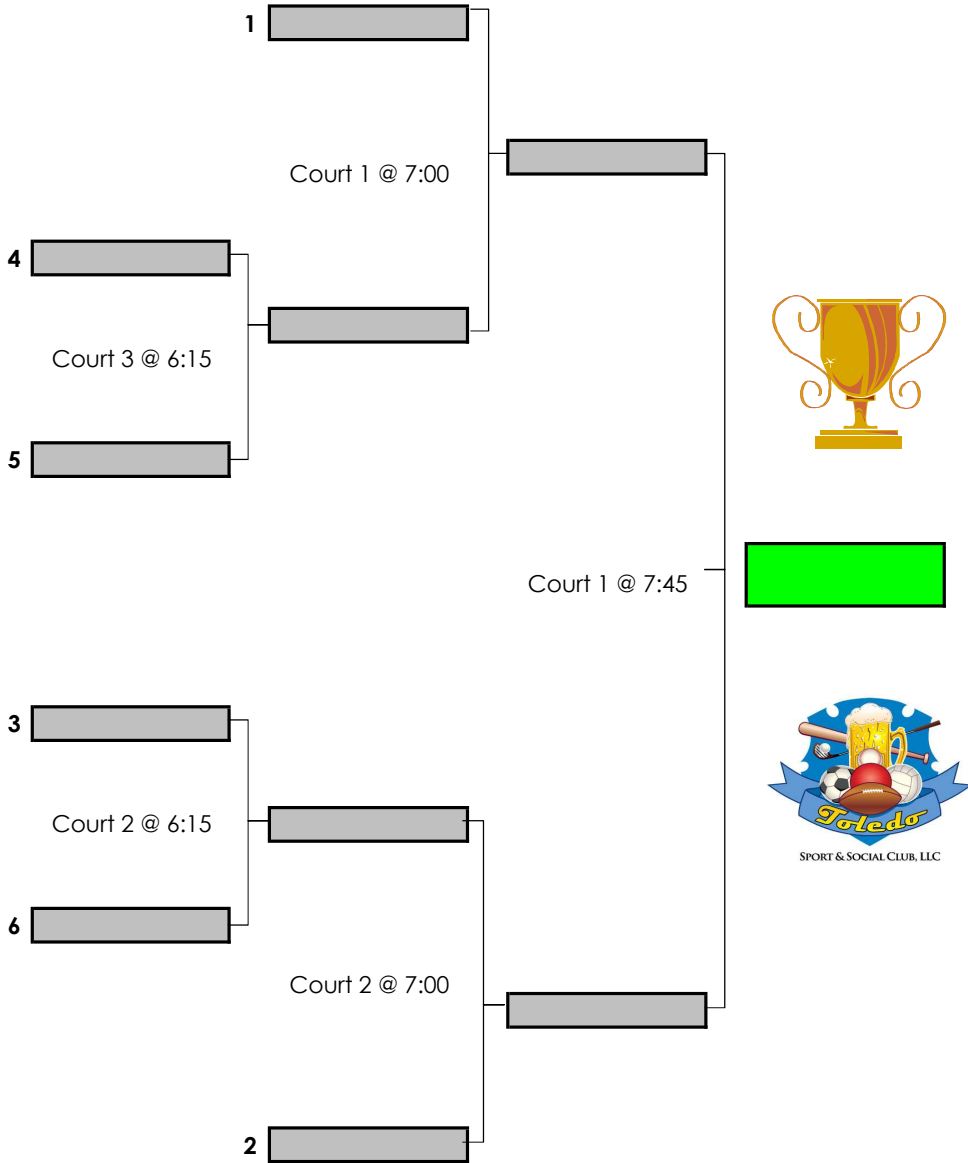 1
Court 1 @ 7:00
4
Court 3 @ 6:15
5
Court 1 @ 7:45
3
Court 2 @ 6:15
Toledo
SPORT & SOCIAL CLUB, LLC
6
Court 2 @ 7:00
2